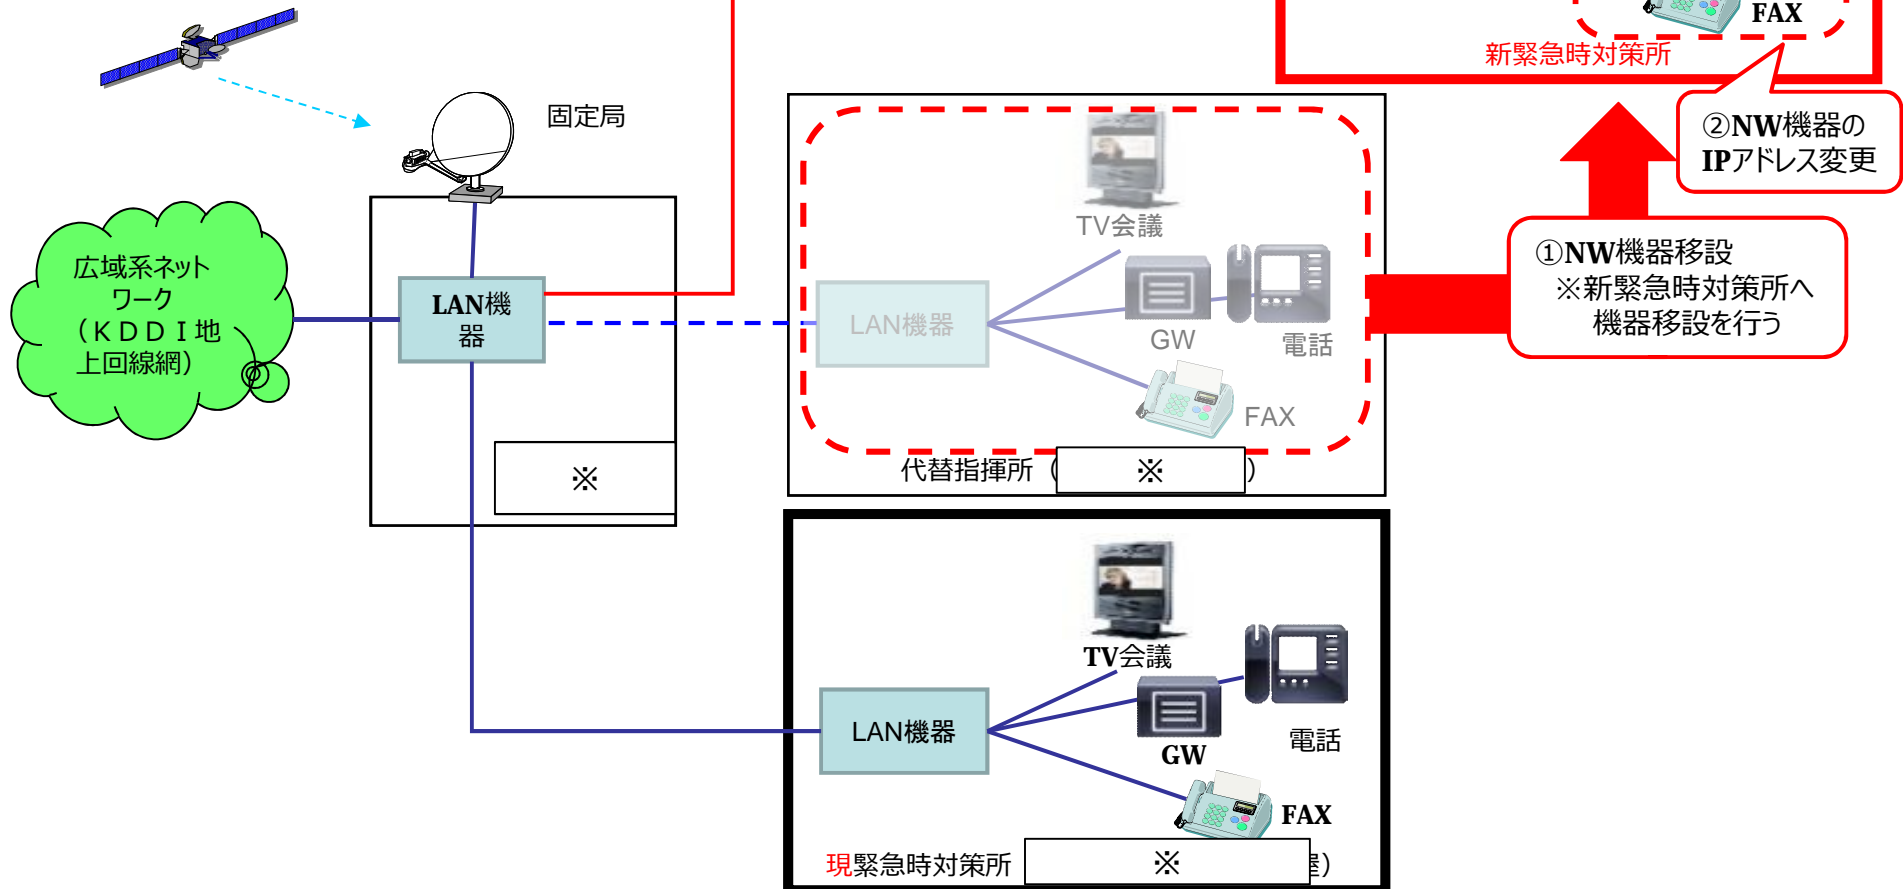 FAX
新緊急時対策所
②NW機器の
IPアドレス変更
固定局
TV会議
①NW機器移設
※新緊急時対策所へ
機器移設を行う
広域系ネット
ワーク
(ＫＤＤＩ地
上回線網)
LAN機
器
LAN機器
GW
電話
FAX
※
代替指揮所（
※
）
TV会議
LAN機器
電話
GW
FAX
現緊急時対策所
※
）